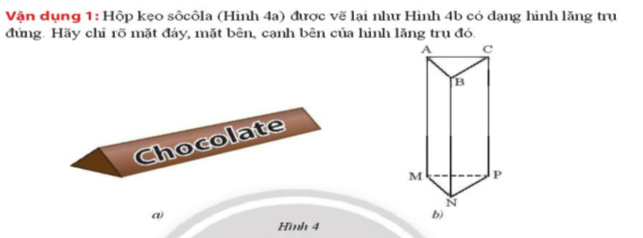 Vận dụng 1: Hộp kẹo sôcôla (Hình 4a) được vẽ lại như Hình 4b có dạng hình lăng trụ
đứng. Hãy chỉ rõ mặt đáy, mặt bên, cạnh bên của hình lăng trụ đó.
A C
B
Chocolate
M P
N
a) b)
Hình 4